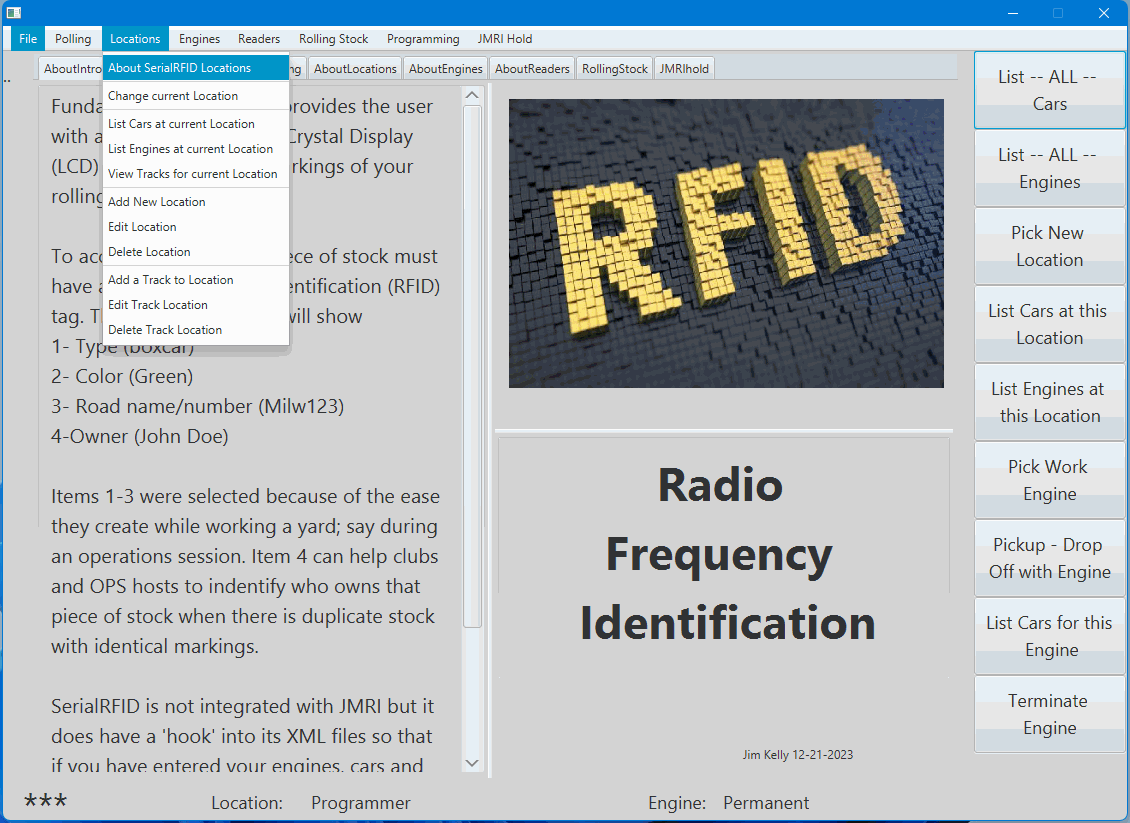 File Polling Locations Engines Readers Rolling Stock Programming JMRI Hold
AboutIntro ng AboutLocations AboutEngines AboutReaders RollingStock JMRIhold
..
About SerialRFID Locations
Change current Location
List Cars at current Location
List Engines at current Location
View Tracks for current Location
Add New Location
Edit Location
Delete Location
Add a Track to Location
Edit Track Location
Delete Track Location
Funda provides the user
with a Crystal Display
(LCD) rkings of your
rolling
To acc ece of stock must
have a entification (RFID)
tag. T will show
1- Type (boxcar)
2- Color (Green)
3- Road name/number (Milw123)
4-Owner (John Doe)
Items 1-3 were selected because of the ease
they create while working a yard; say during
an operations session. Item 4 can help clubs
and OPS hosts to indentify who owns that
piece of stock when there is duplicate stock
with identical markings.
SerialRFID is not integrated with JMRI but it
does have a 'hook' into its XML files so that
if you have entered your engines, cars and
RFID
Radio
Frequency
Identification
Jim Kelly 12-21-2023
List -- ALL --
Cars
List -- ALL --
Engines
Pick New
Location
List Cars at this
Location
List Engines at
this Location
Pick Work
Engine
Pickup - Drop
Off with Engine
List Cars for this
Engine
Terminate
Engine
*** Location: Programmer Engine: Permanent